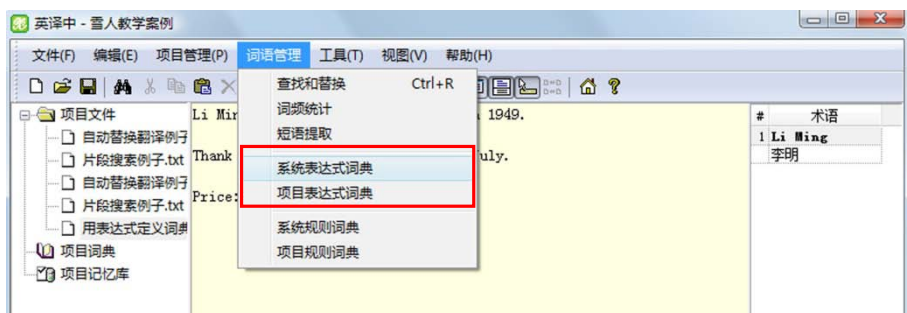 英译中 - 雪人教学案例
文件(F) 编辑(E) 项目管理(P) 词语管理 工具(T) 视图(V) 帮助(H)
查找和替换 Ctrl+R
词频统计
短语提取
系统表达式词典
项目表达式词典
系统规则词典
项目规则词典
项目文件
自动替换翻译例子
片段搜索例子.txt
自动替换翻译例子
片段搜索例子.txt
用表达式定义词典
项目词典
项目记忆库
Li Min
1949.
Thank
uly.
Price:
# 术语
1 Li Ming
李明